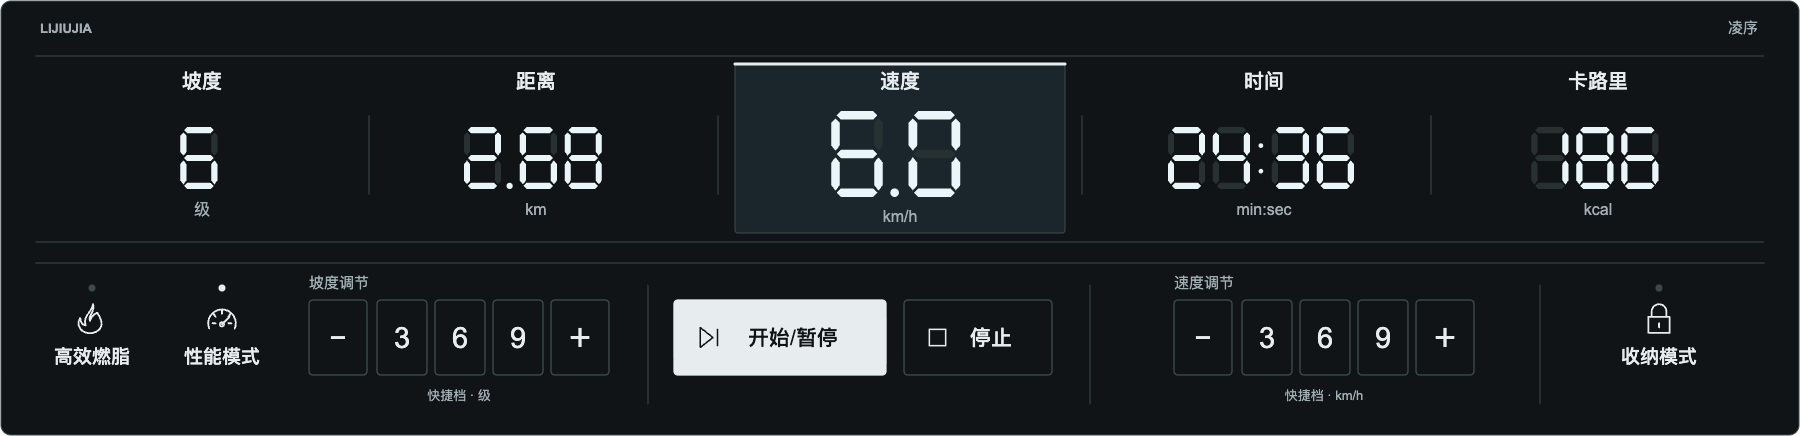 LIJIUJIA
凌序
坡度
距离
速度
时间
卡路里
6
2.68
6.0
24:36
186
级
km
km/h
min:sec
kcal
坡度调节
速度调节
高效燃脂
性能模式
− 3 6 9 +
开始/暂停
停止
− 3 6 9 +
收纳模式
快捷档 · 级
快捷档 · km/h